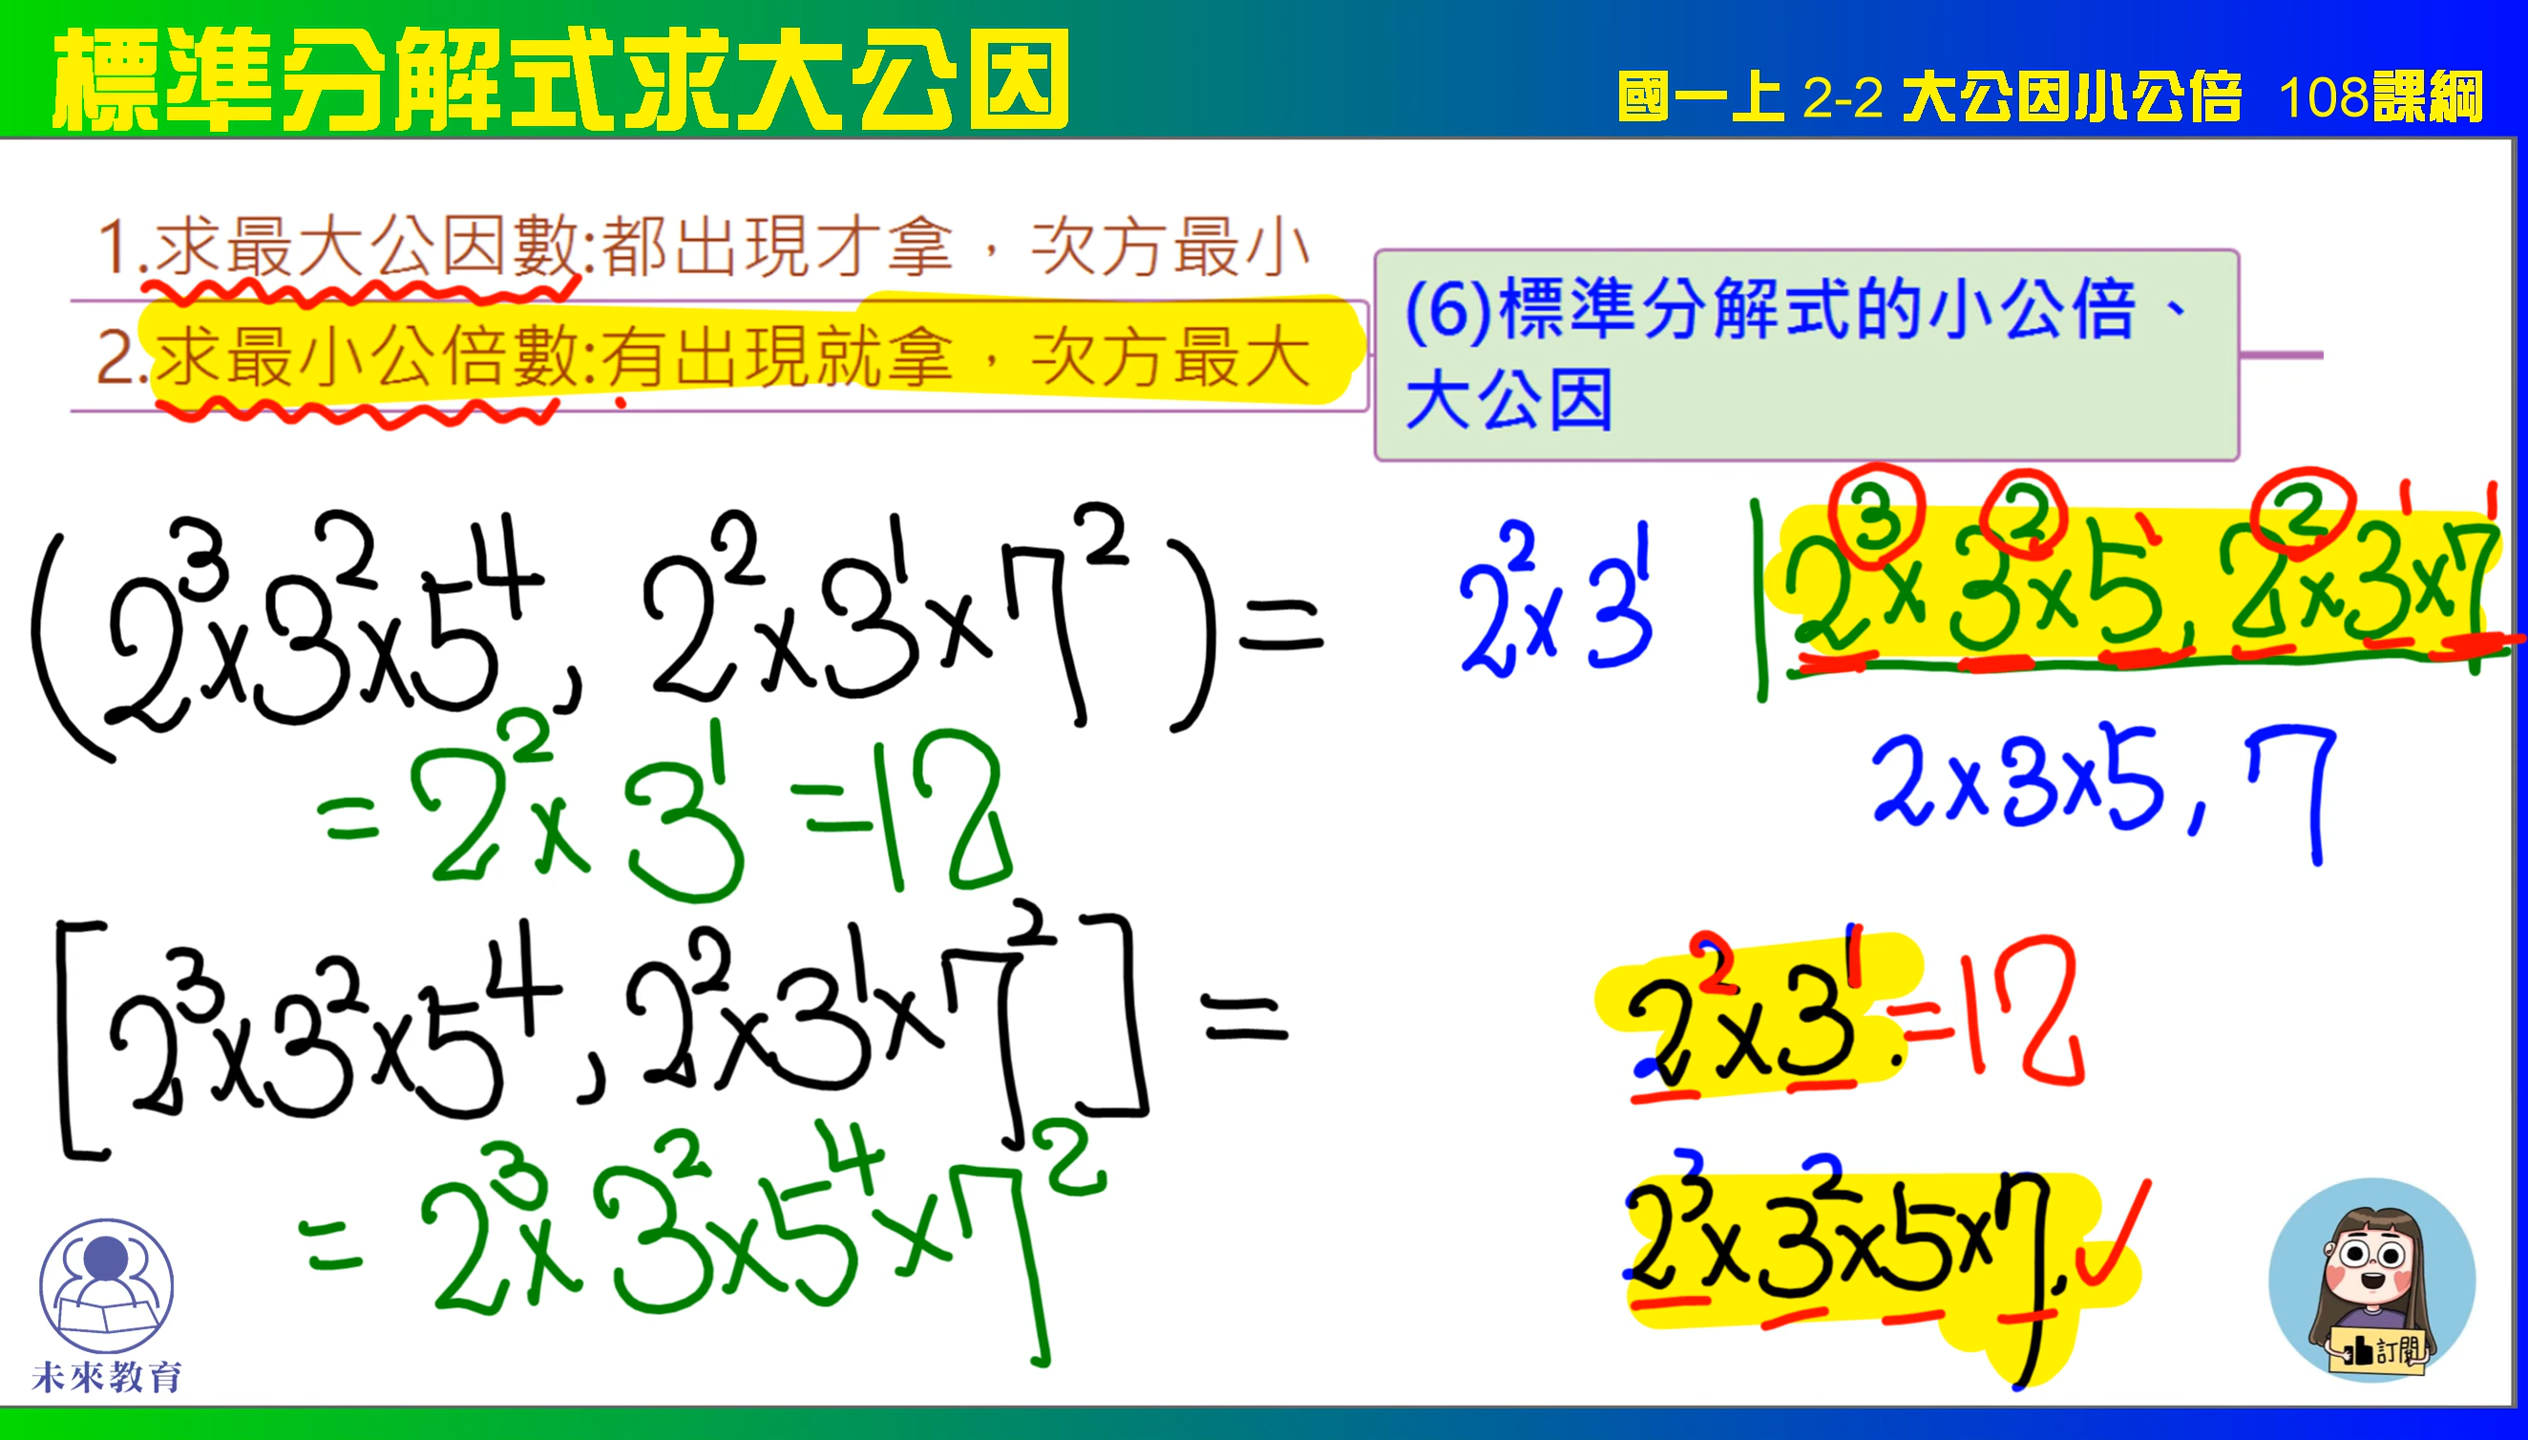 標準分解式求大公因
國一上 2-2 大公因小公倍 108課綱
1.求最大公因數:都出現才拿，次方最小
2.求最小公倍數:有出現就拿，次方最大
(6)標準分解式的小公倍、
大公因
(2³×3²×5⁴, 2²×3¹×7²)=
=2²×3¹=12
[2³×3²×5⁴, 2²×3¹×7²]=
=2³×3²×5⁴×7²
2²×3¹ | 2³×3²×5¹, 2²×3¹×7¹
2×3×5, 7
2²×3¹=12
2³×3²×5×7
未來教育
訂閱